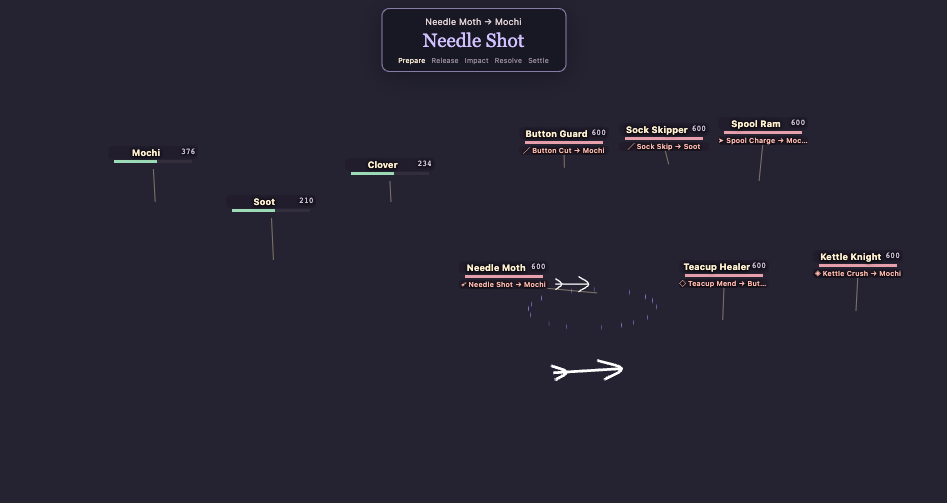 Needle Moth → Mochi
Needle Shot
Prepare Release Impact Resolve Settle
Mochi 376
Clover 234
Soot 210
Button Guard 600
Button Cut → Mochi
Sock Skipper 600
Sock Skip → Soot
Spool Ram 600
Spool Charge → Moc...
Needle Moth 600
Needle Shot → Mochi
Teacup Healer 600
Teacup Mend → But...
Kettle Knight 600
Kettle Crush → Mochi